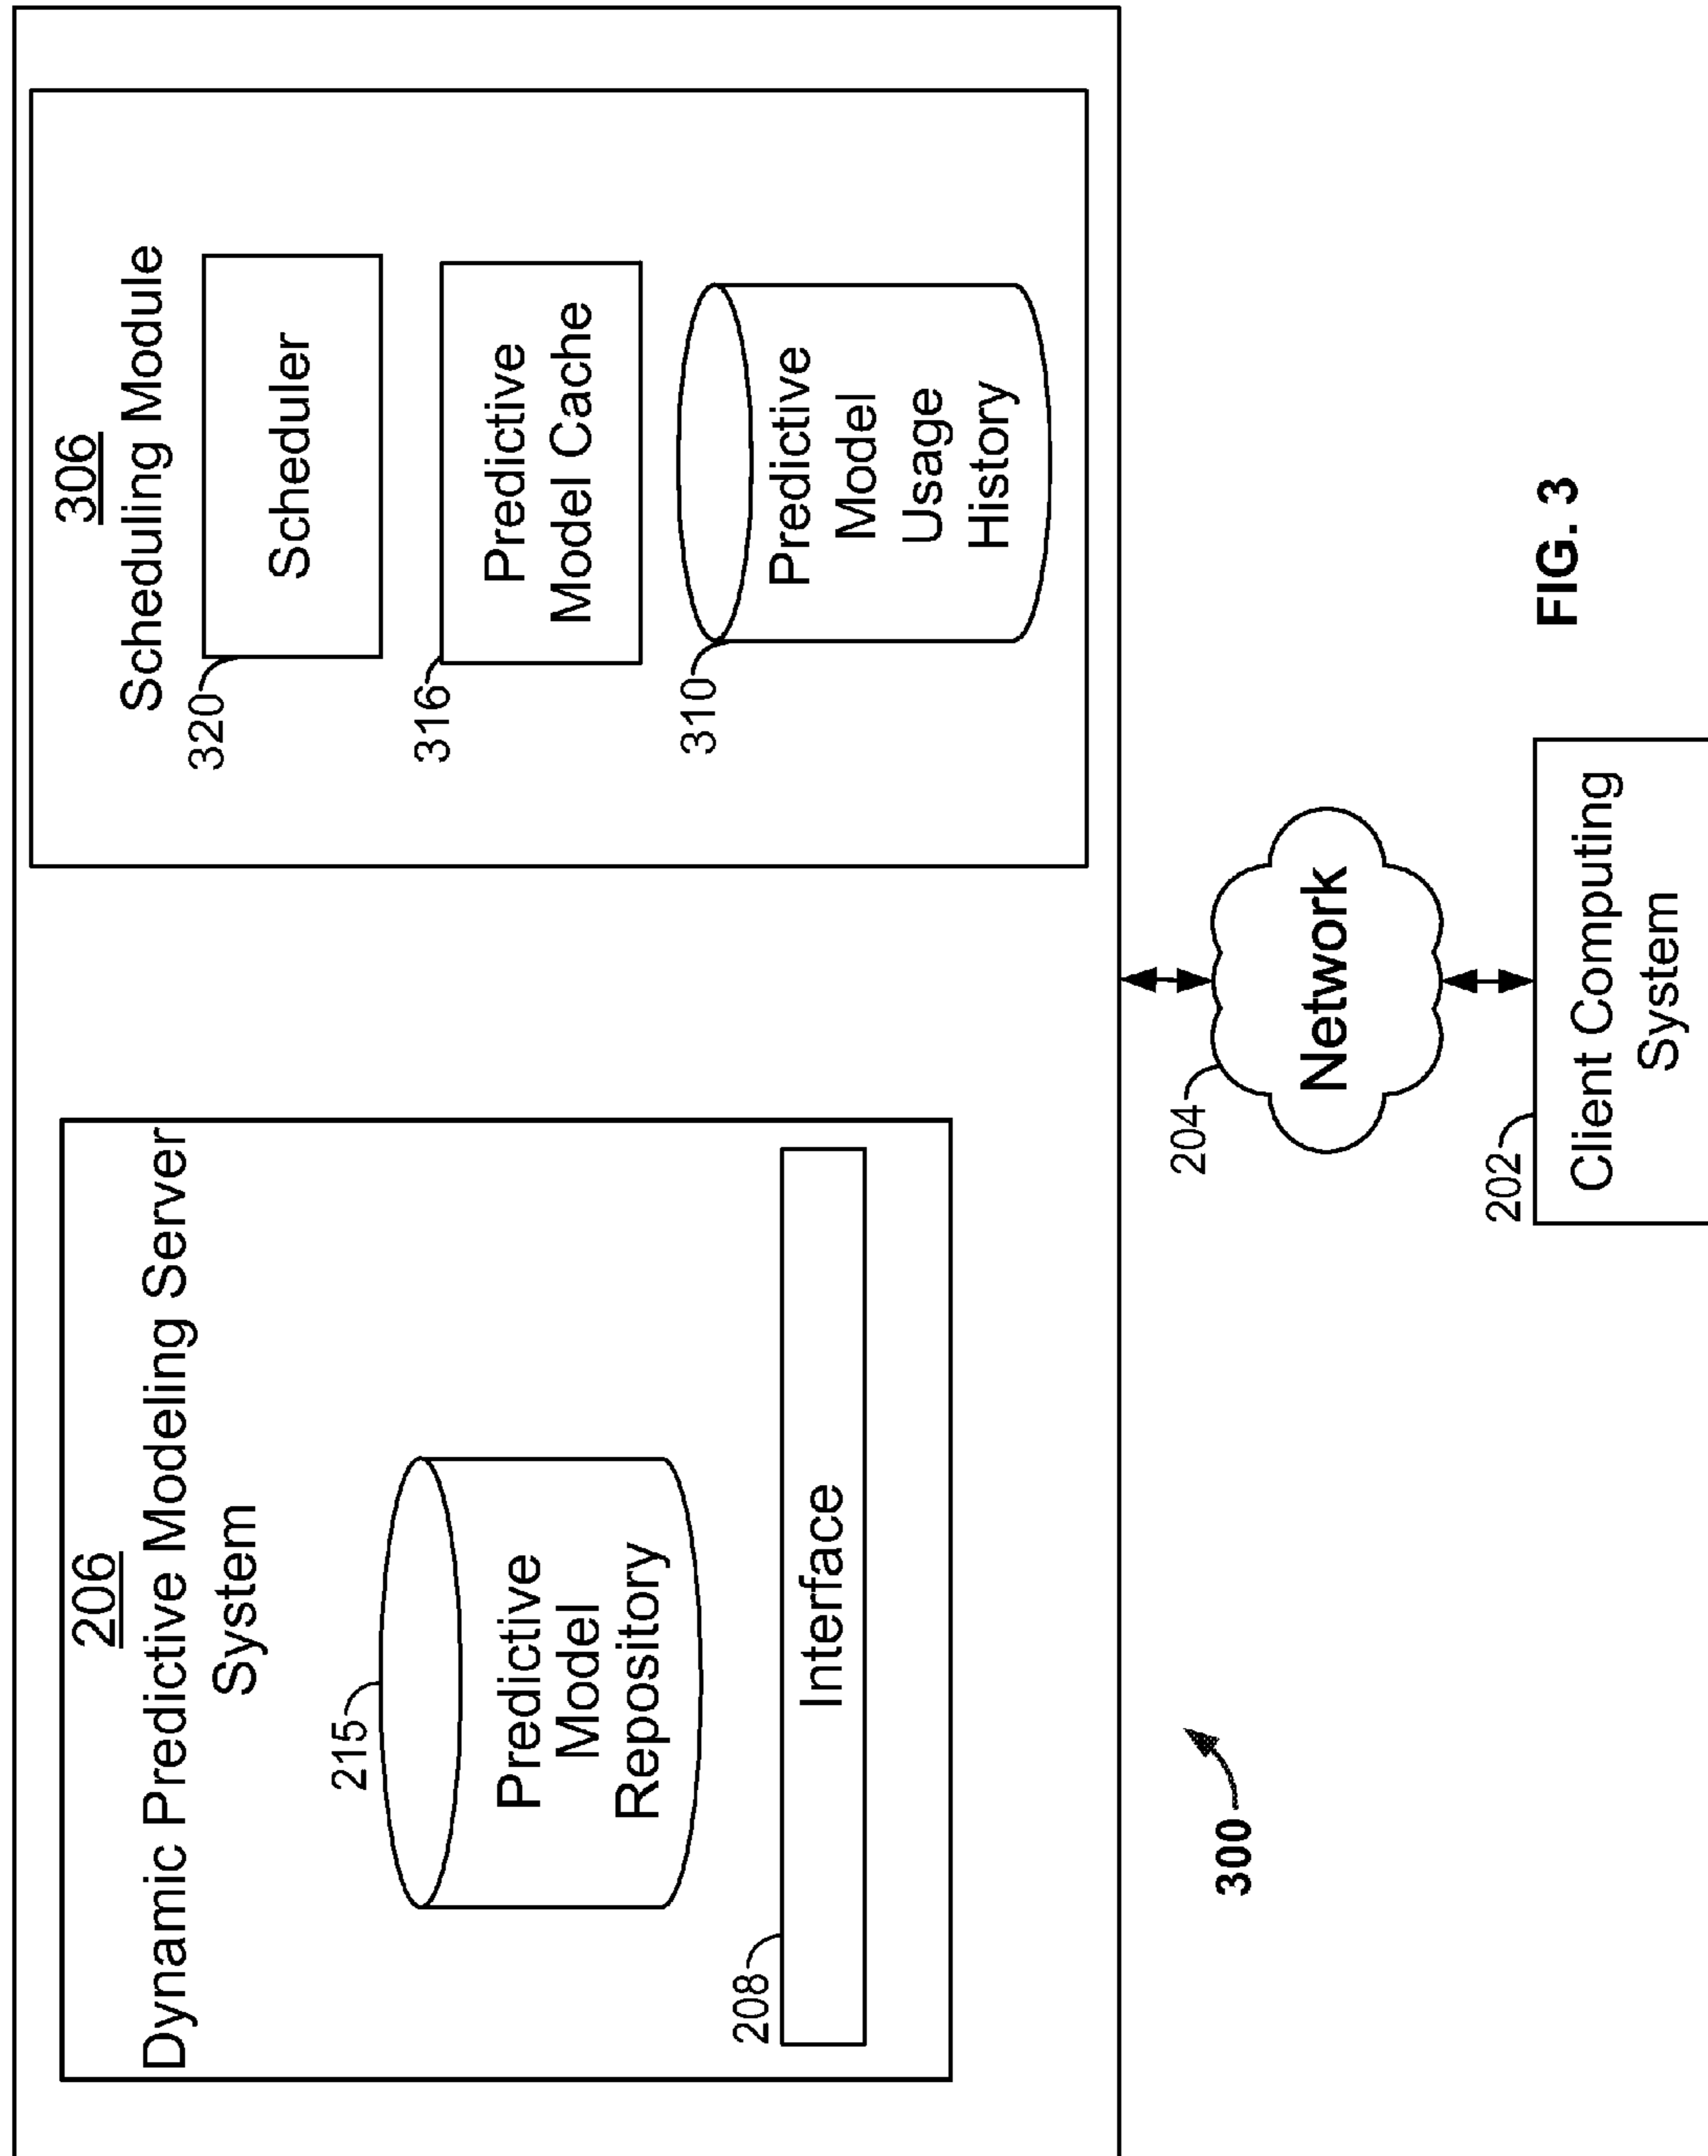 206
Dynamic Predictive Modeling Server
System
215
Predictive
Model
Repository
208
Interface
306
Scheduling Module
320
Scheduler
316
Predictive
Model Cache
310
Predictive
Model
Usage
History
204
Network
202
Client Computing
System
300
FIG. 3